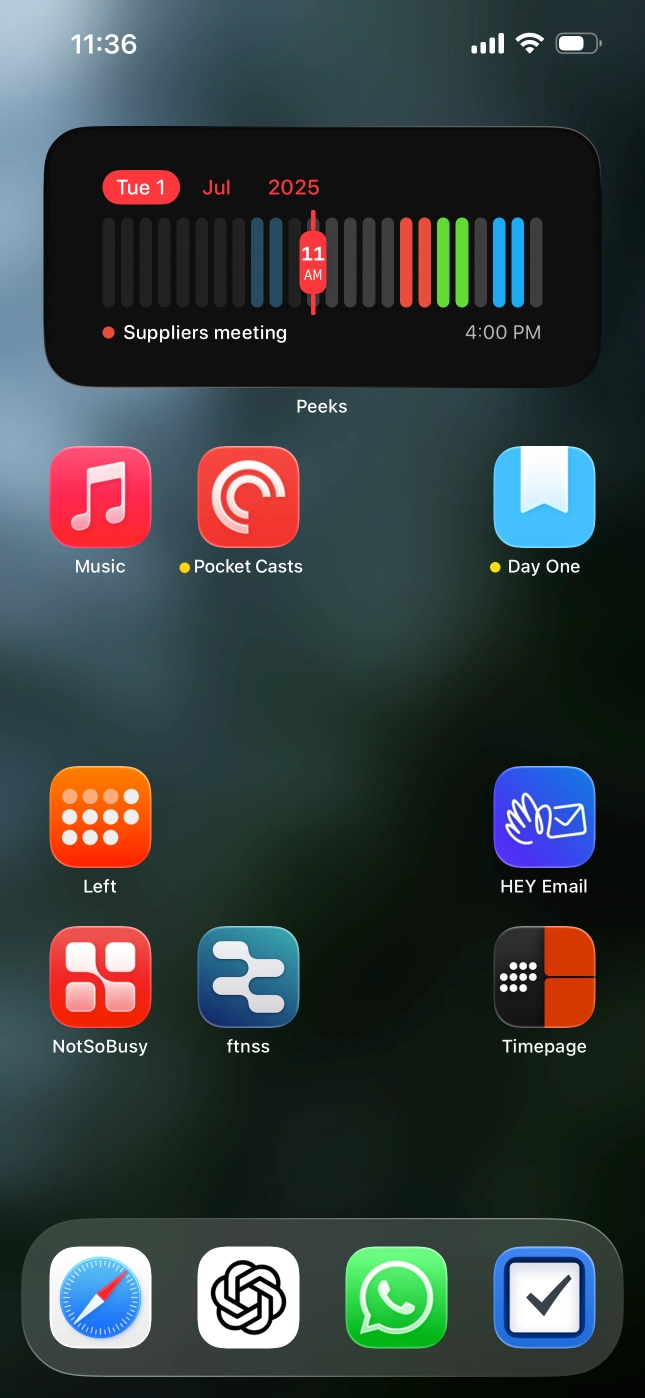 11:36
Tue 1 Jul 2025
11
AM
Suppliers meeting 4:00 PM
Peeks
Music Pocket Casts Day One
Left HEY Email
NotSoBusy ftnss Timepage